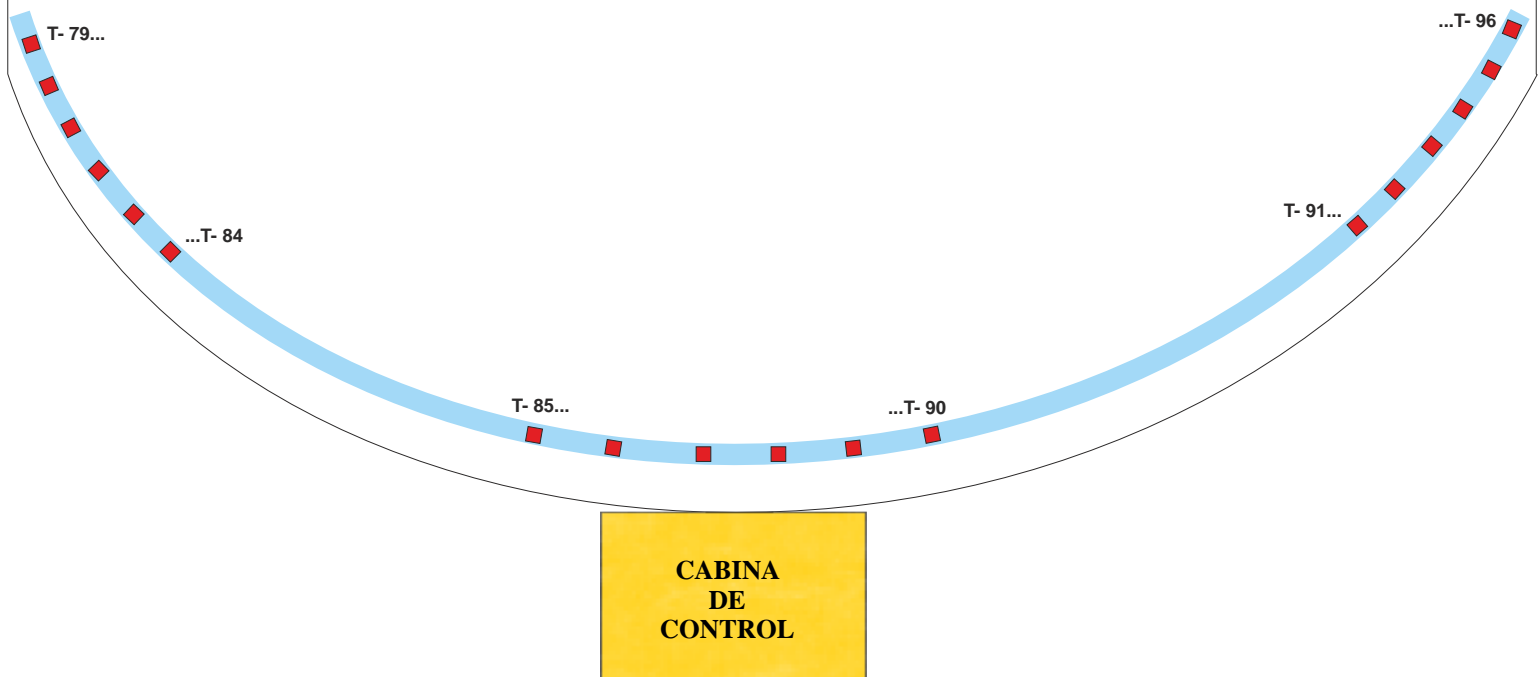 T- 79...
...T- 96
...T- 84
T- 91...
T- 85...
...T- 90
CABINA
DE
CONTROL